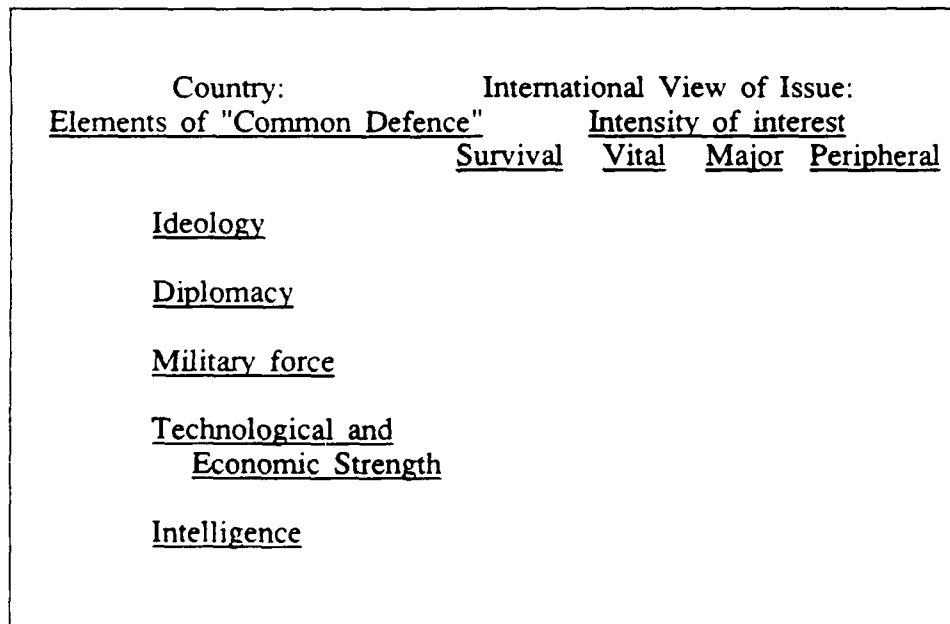 Country: International View of Issue:
Elements of "Common Defence" Intensity of interest
Survival Vital Major Peripheral
Ideology
Diplomacy
Military force
Technological and
Economic Strength
Intelligence